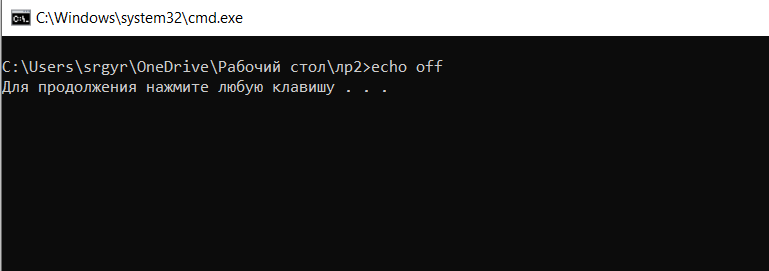 C:\Windows\system32\cmd.exe
C:\Users\srgyr\OneDrive\Рабочий стол\лр2>echo off
Для продолжения нажмите любую клавишу . . .